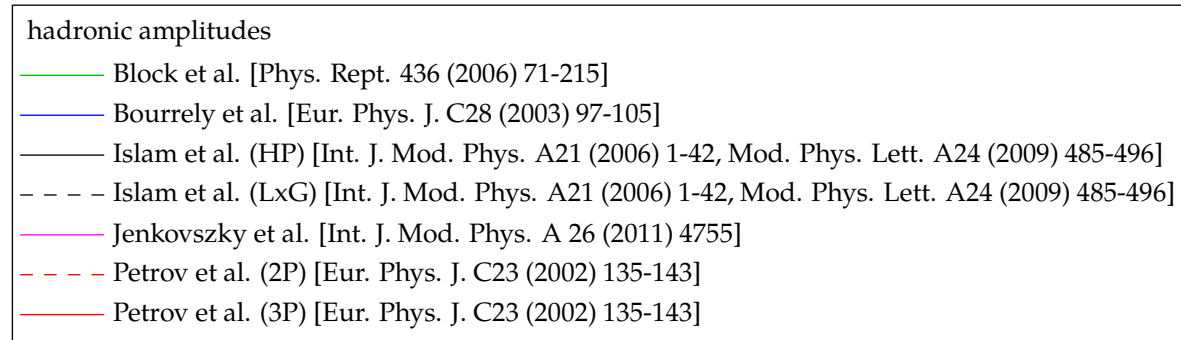 hadronic amplitudes
Block et al. [Phys. Rept. 436 (2006) 71-215]
Bourrely et al. [Eur. Phys. J. C28 (2003) 97-105]
Islam et al. (HP) [Int. J. Mod. Phys. A21 (2006) 1-42, Mod. Phys. Lett. A24 (2009) 485-496]
Islam et al. (LxG) [Int. J. Mod. Phys. A21 (2006) 1-42, Mod. Phys. Lett. A24 (2009) 485-496]
Jenkovszky et al. [Int. J. Mod. Phys. A 26 (2011) 4755]
Petrov et al. (2P) [Eur. Phys. J. C23 (2002) 135-143]
Petrov et al. (3P) [Eur. Phys. J. C23 (2002) 135-143]